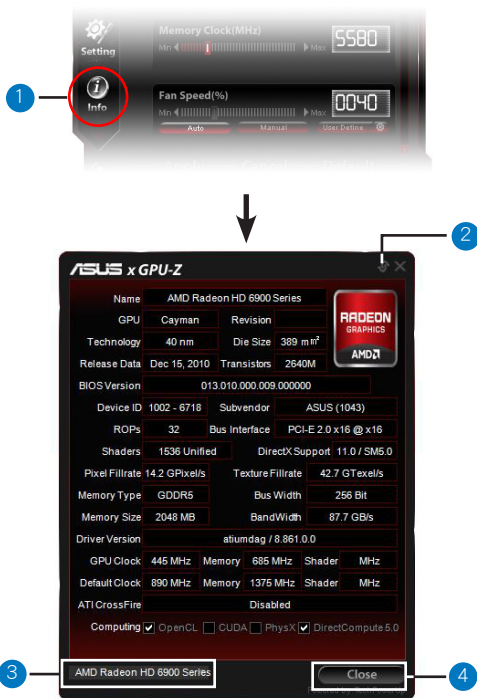 Setting
Memory Clock(MHz)
Min Max 5580
1
Info
Fan Speed(%)
Min Max 0040
Auto Manual User Define
2
ASUS x GPU-Z
Name AMD Radeon HD 6900 Series
RADEON GRAPHICS
AMD
GPU Cayman Revision
Technology 40 nm Die Size 389 m m²
Release Data Dec 15, 2010 Transistors 2640M
BIOS Version 013.010.000.009.000000
Device ID 1002 - 6718 Subvendor ASUS (1043)
ROPs 32 Bus Interface PCI-E 2.0 x16 @ x16
Shaders 1536 Unified DirectX Support 11.0 / SM5.0
Pixel Fillrate 14.2 GPixel/s Texture Fillrate 42.7 GTexel/s
Memory Type GDDR5 Bus Width 256 Bit
Memory Size 2048 MB BandWidth 87.7 GB/s
Driver Version atiumdag / 8.861.0.0
GPU Clock 445 MHz Memory 685 MHz Shader MHz
Default Clock 890 MHz Memory 1375 MHz Shader MHz
ATI CrossFire Disabled
Computing OpenCL CUDA PhysX DirectCompute 5.0
3
AMD Radeon HD 6900 Series
Close
4